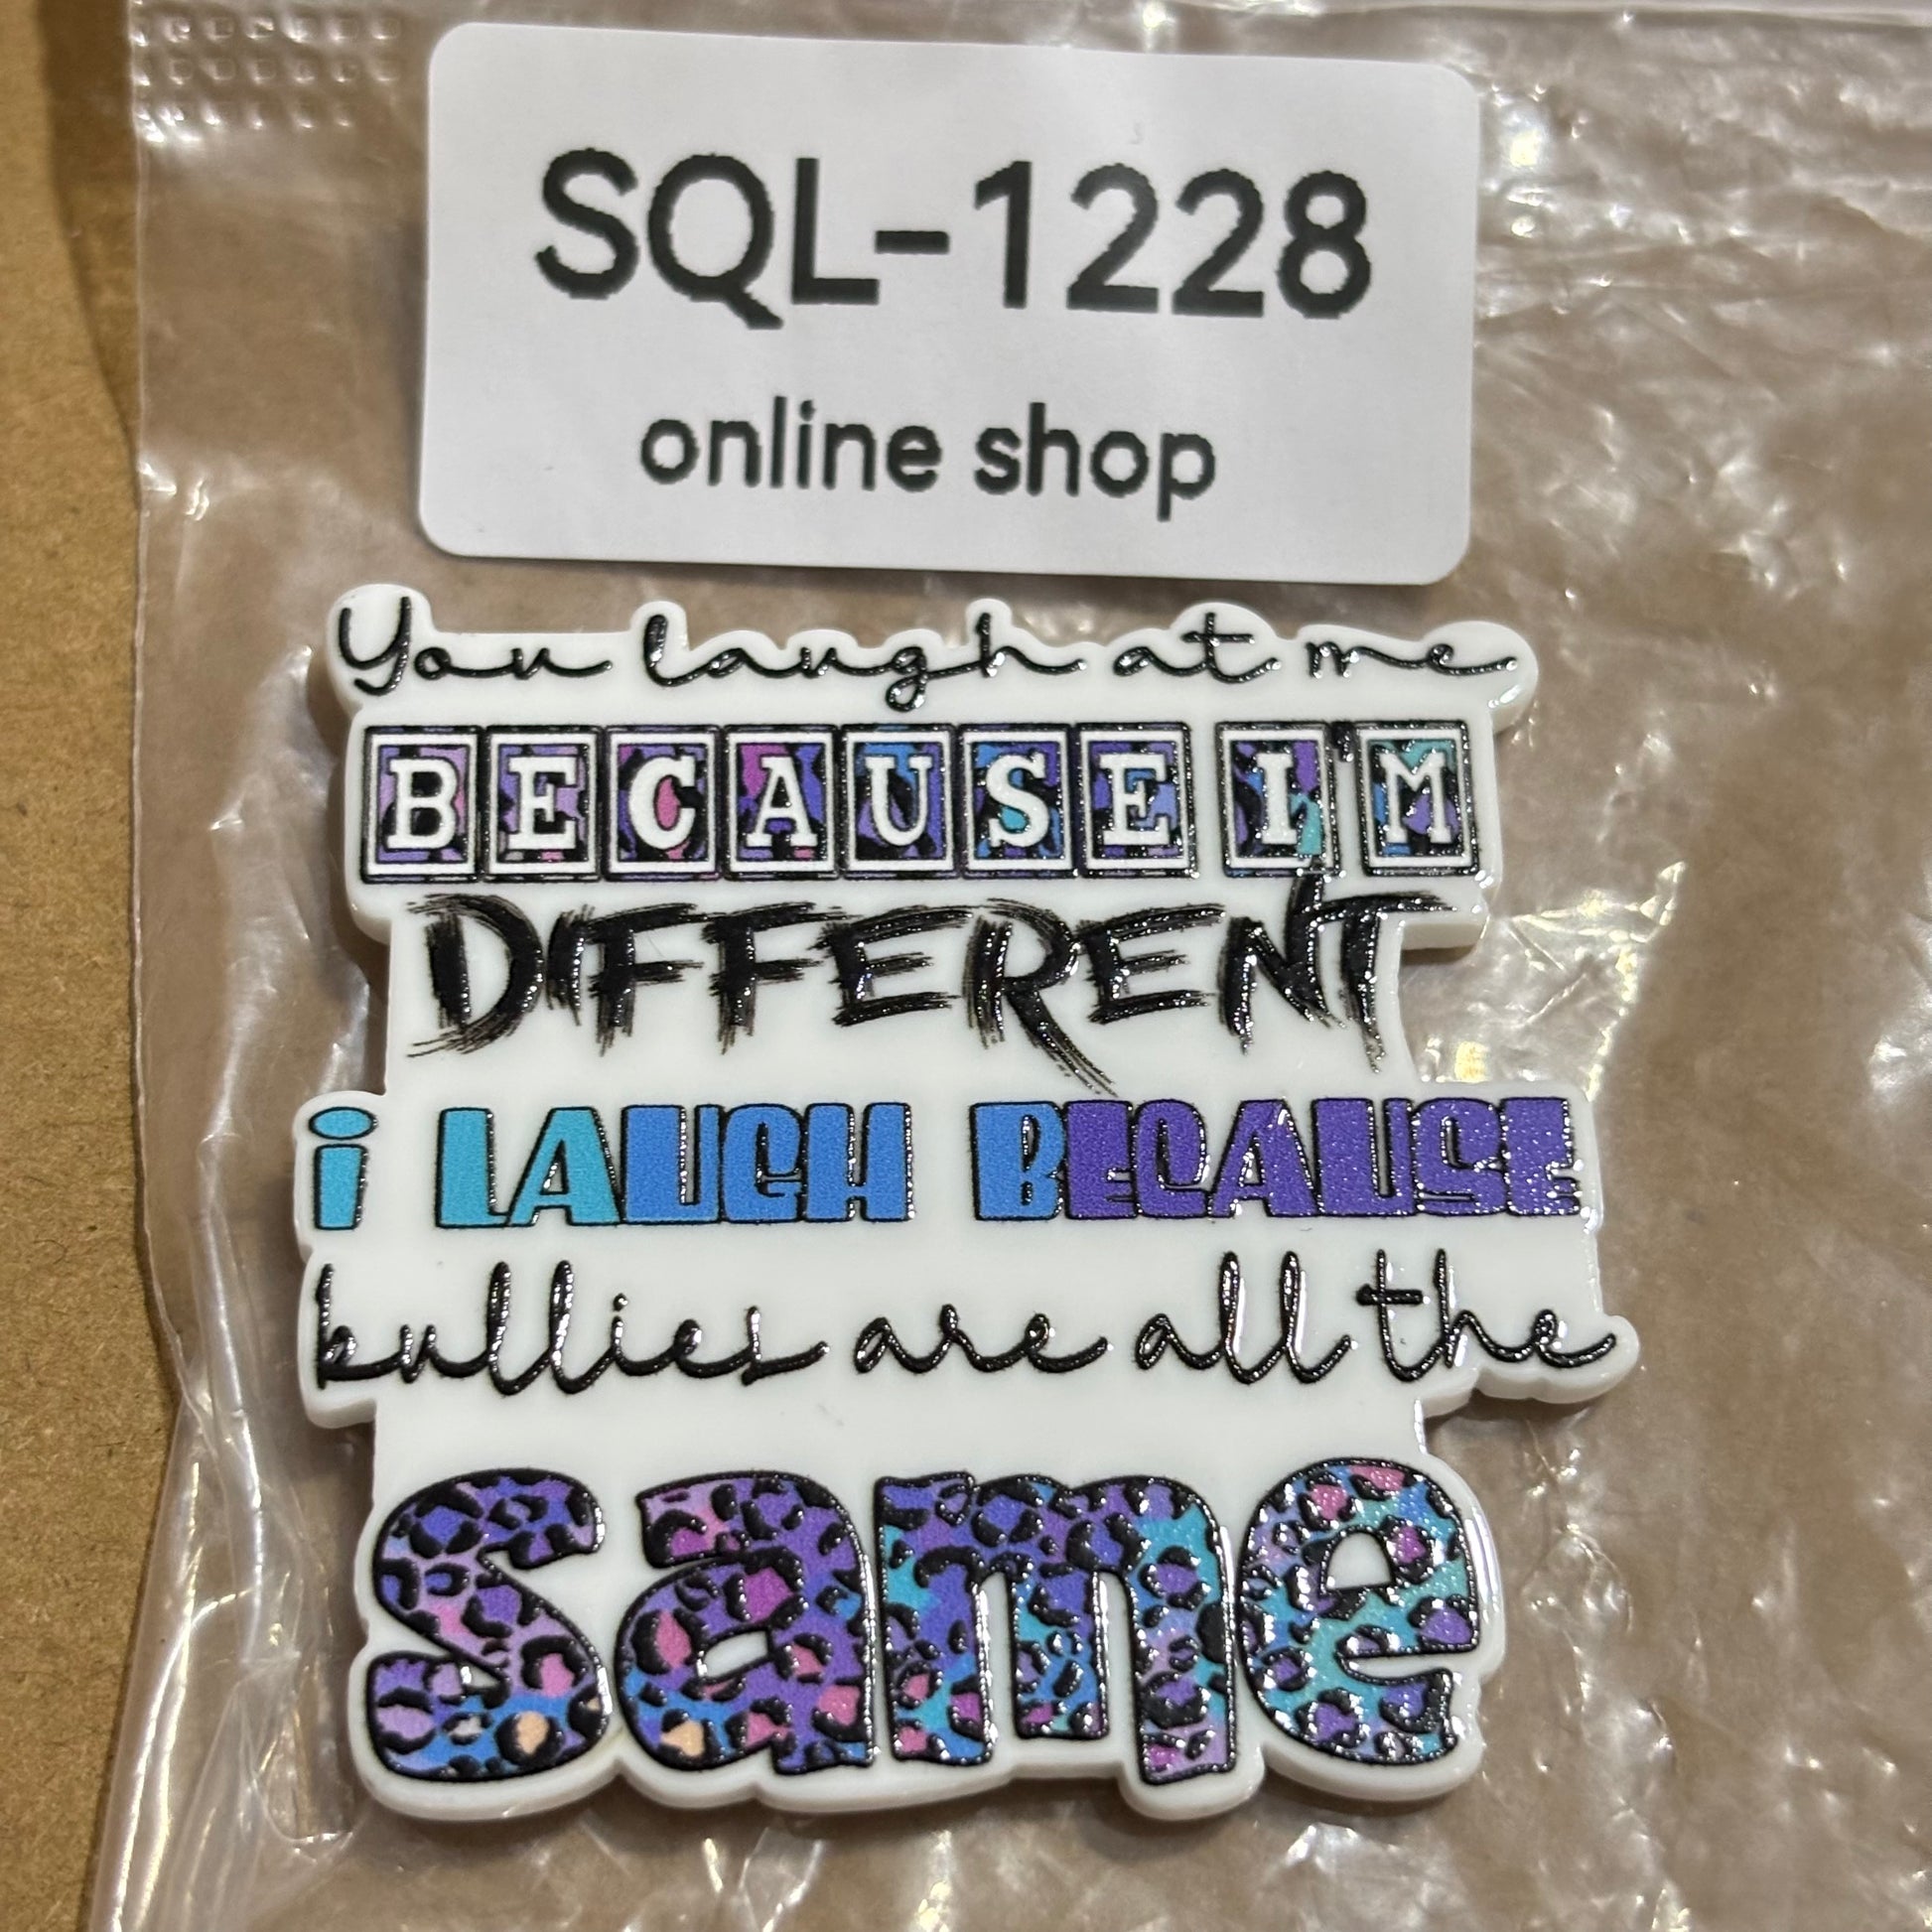 SQL-1228
online shop
You laugh at me
BECAUSE I'M
DIFFERENT
i LAUGH BECAUSE
bullies are all the
same